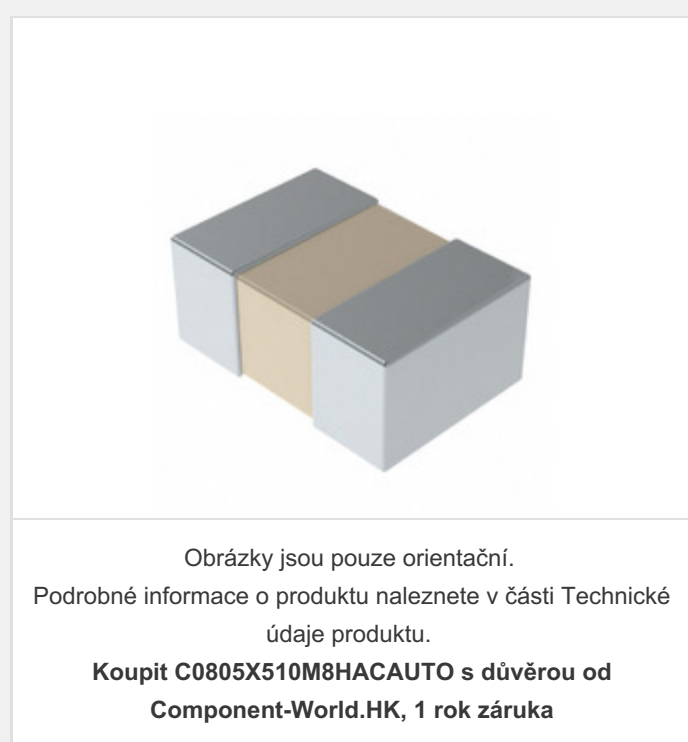 Obrázky jsou pouze orientační.
Podrobné informace o produktu naleznete v části Technické
údaje produktu.
Koupit C0805X510M8HACAUTO s důvěrou od
Component-World.HK, 1 rok záruka